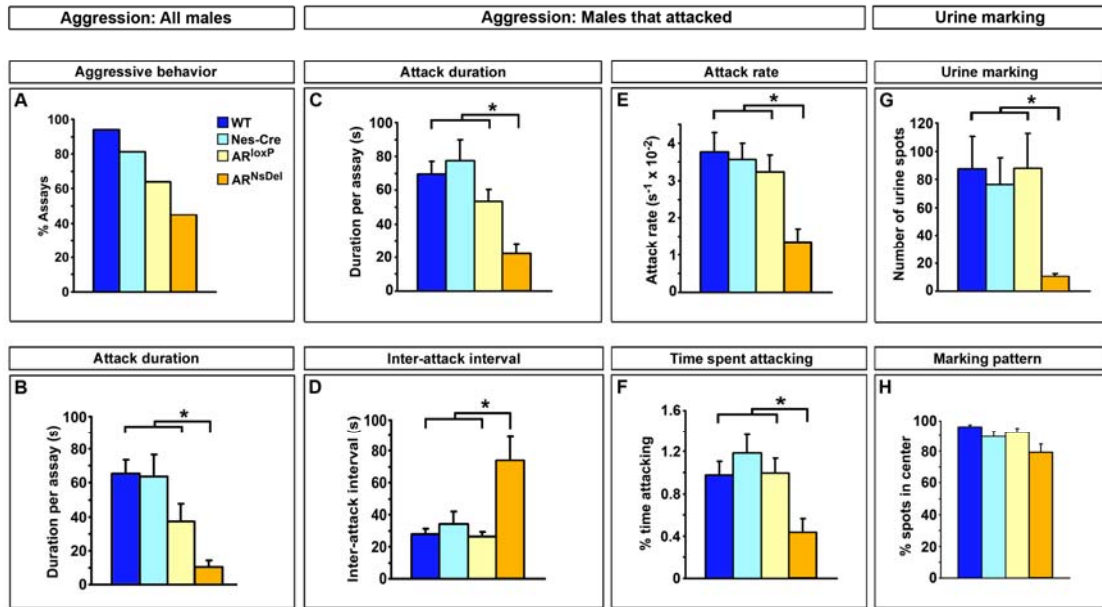 Aggression: All males
Aggression: Males that attacked
Urine marking
Aggressive behavior
Attack duration
Attack rate
Urine marking
A
% Assays
100
80
60
40
20
0
WT
Nes-Cre
AR^loxP
AR^NsDel
C
Duration per assay (s)
100
80
60
40
20
0
*
E
Attack rate (s⁻¹ x 10⁻²)
4
3
2
1
0
*
G
Number of urine spots
120
100
80
60
40
20
0
*
Attack duration
Inter-attack interval
Time spent attacking
Marking pattern
B
Duration per assay (s)
100
80
60
40
20
0
*
D
Inter-attack interval (s)
100
80
60
40
20
0
*
F
% time attacking
1.6
1.2
0.8
0.4
0
*
H
% spots in center
100
80
60
40
20
0